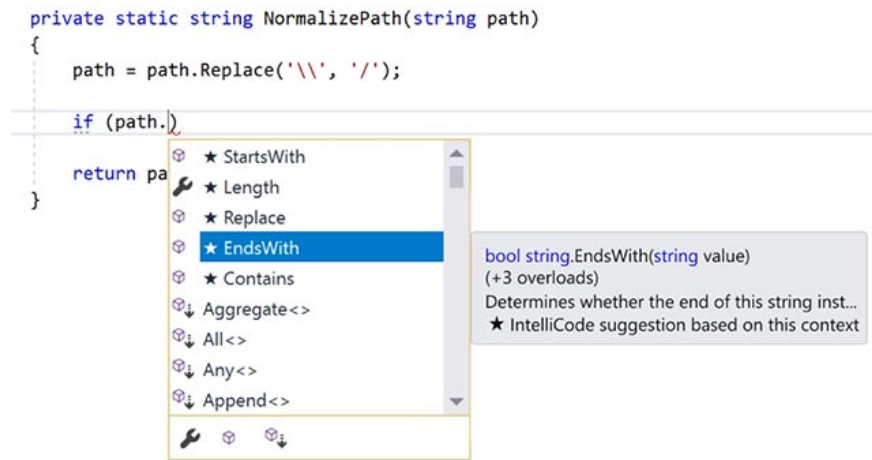 private static string NormalizePath(string path)
{
path = path.Replace('\\', '/');
if (path.)
return pa
}
★ StartsWith
★ Length
★ Replace
★ EndsWith
★ Contains
Aggregate<>
All<>
Any<>
Append<>
bool string.EndsWith(string value)
(+3 overloads)
Determines whether the end of this string inst...
★ IntelliCode suggestion based on this context